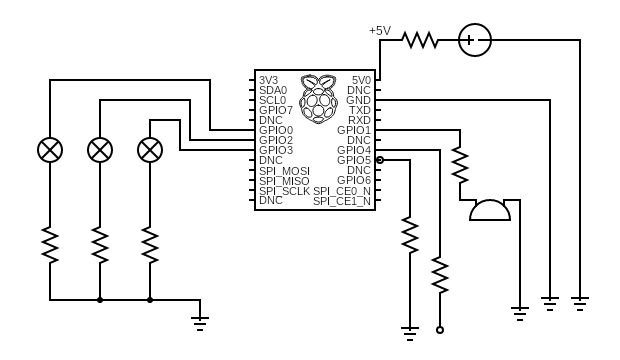 +5V
3V3
SDA0
SCL0
GPIO7
DNC
GPIO0
GPIO2
GPIO3
DNC
SPI_MOSI
SPI_MISO
SPI_SCLK
DNC
5V0
DNC
GND
TXD
RXD
GPIO1
DNC
GPIO4
GPIO5
DNC
GPIO6
SPI_CE0_N
SPI_CE1_N